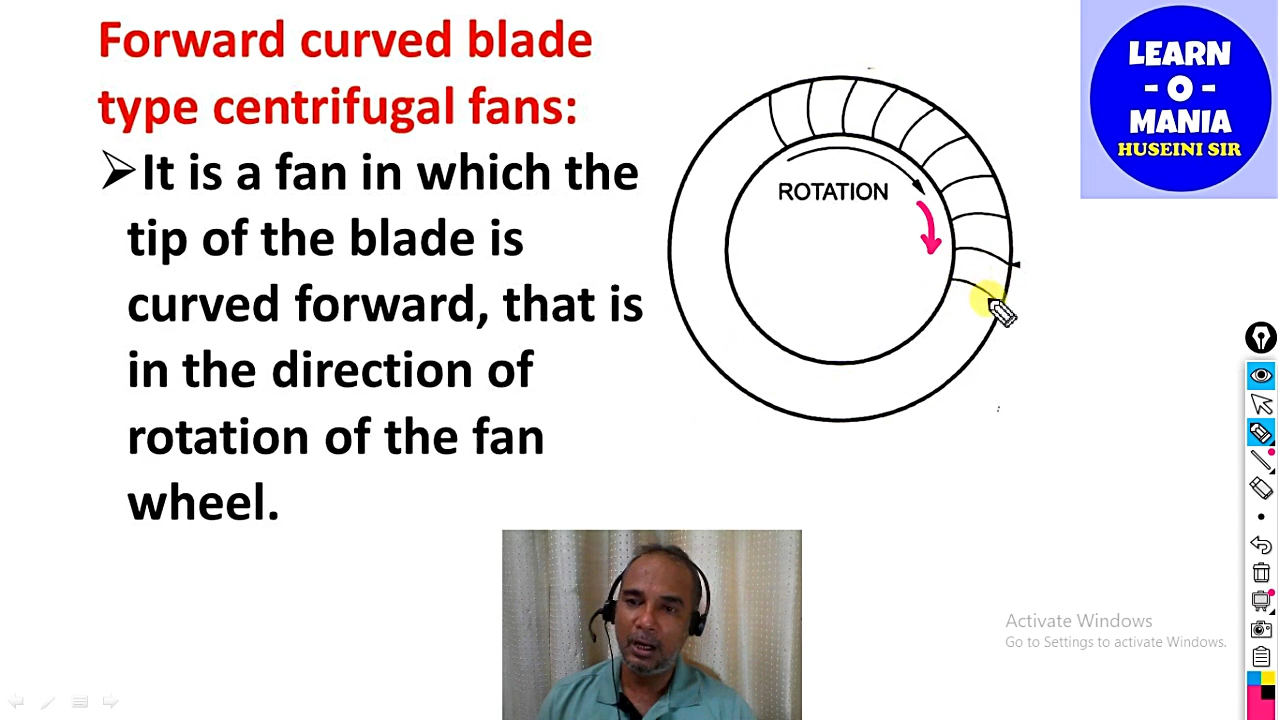 Forward curved blade
type centrifugal fans:
➢It is a fan in which the
tip of the blade is
curved forward, that is
in the direction of
rotation of the fan
wheel.
ROTATION
LEARN
- O -
MANIA
HUSEINI SIR
Activate Windows
Go to Settings to activate Windows.